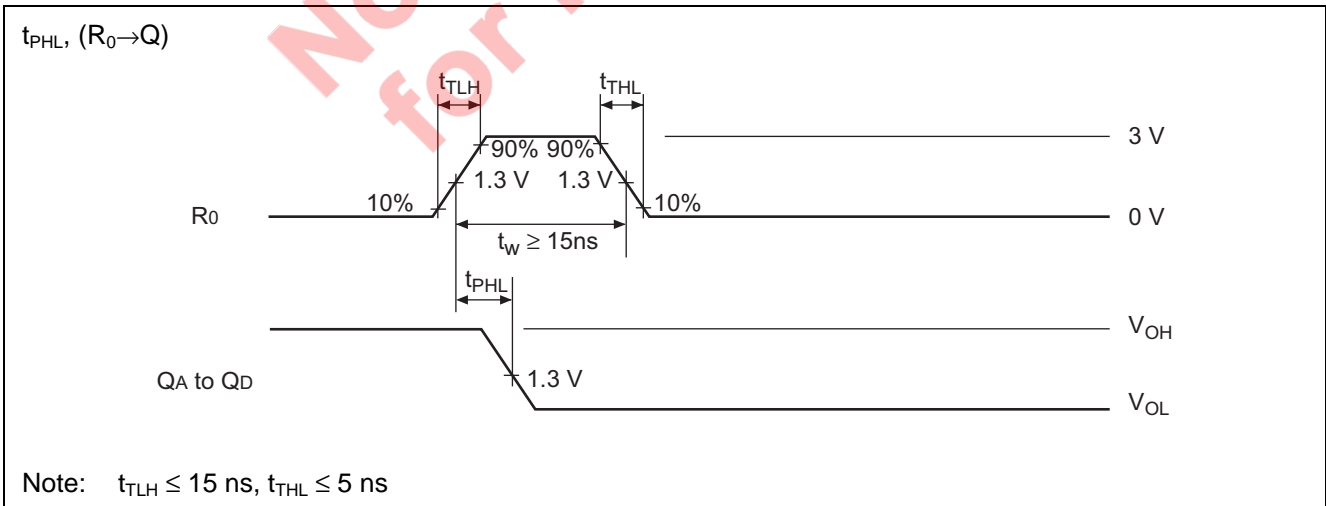 tPHL, (R0→Q)
tTLH
tTHL
3 V
90% 90%
1.3 V 1.3 V
10% 10%
R0
0 V
tw ≥ 15ns
tPHL
VOH
QA to QD
1.3 V
VOL
Note: tTLH ≤ 15 ns, tTHL ≤ 5 ns
for